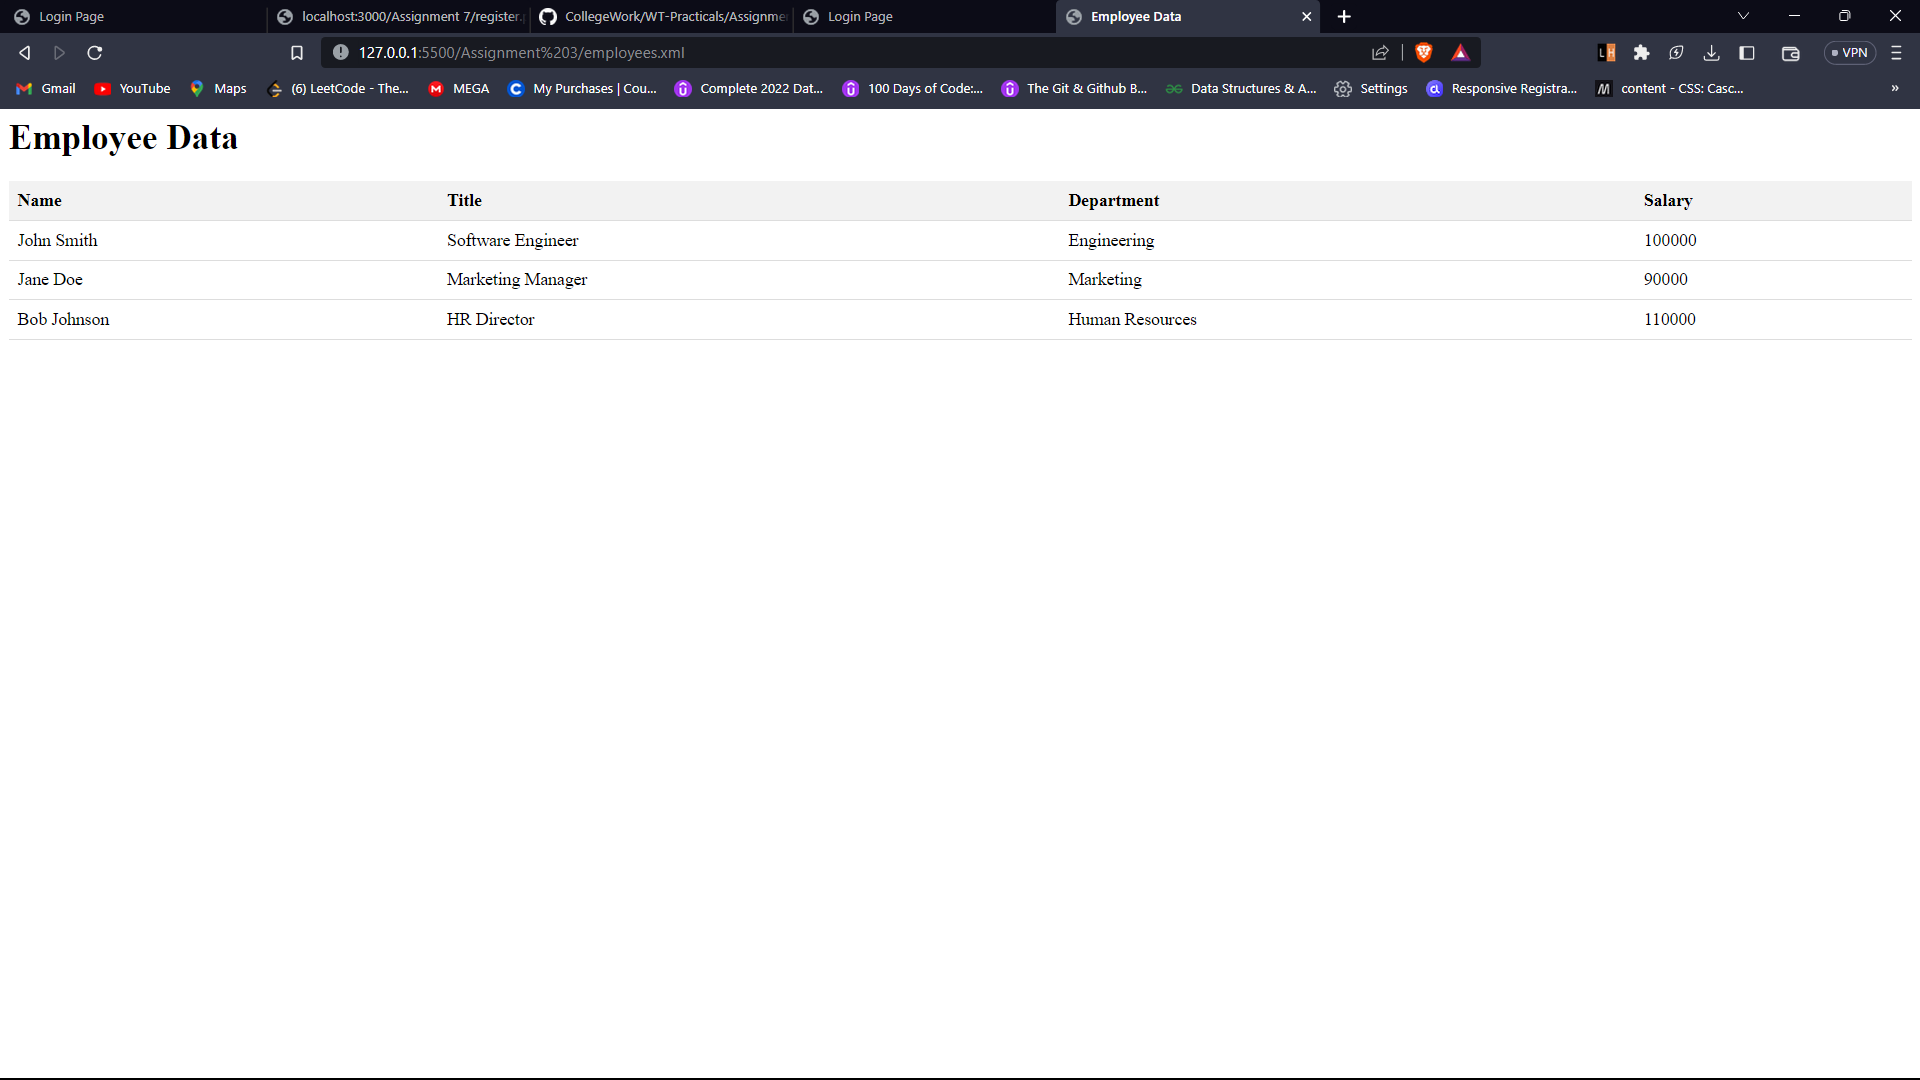 Login Page
localhost:3000/Assignment 7/register.p
CollegeWork/WT-Practicals/Assignme
Login Page
Employee Data
127.0.0.1:5500/Assignment%203/employees.xml
VPN
Gmail
YouTube
Maps
(6) LeetCode - The...
MEGA
My Purchases | Cou...
Complete 2022 Dat...
100 Days of Code:...
The Git & Github B...
Data Structures & A...
Settings
Responsive Registra...
content - CSS: Casc...
»
Employee Data
Name Title Department Salary
John Smith Software Engineer Engineering 100000
Jane Doe Marketing Manager Marketing 90000
Bob Johnson HR Director Human Resources 110000